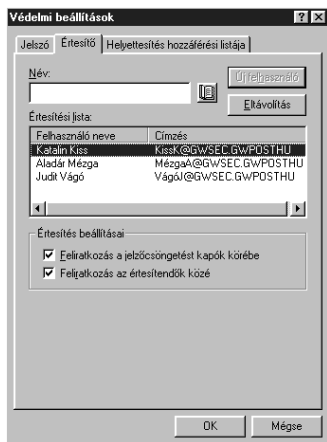 Védelmi beállítások
Jelszó Értesítő Helyettesítés hozzáférési listája
Név:
Új felhasználó
Eltávolítás
Értesítési lista:
Felhasználó neve Címzés
Katalin Kiss KissK@GWSEC.GWPOSTHU
Aladár Mézga MézgaA@GWSEC.GWPOSTHU
Judit Vágó VágóJ@GWSEC.GWPOSTHU
Értesítés beállításai
Feliratkozás a jelzőcsöngetést kapók körébe
Feliratkozás az értesítendők közé
OK Mégse